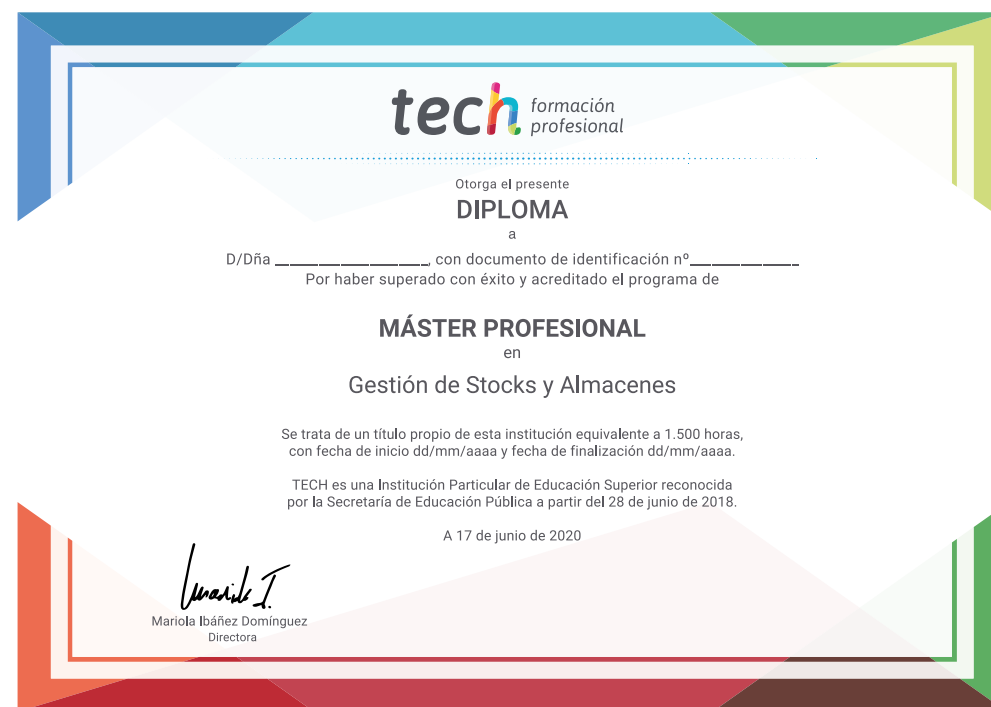 tech formación
profesional
Otorga el presente
DIPLOMA
a
D/Dña ____________________, con documento de identificación nº______________
Por haber superado con éxito y acreditado el programa de
MÁSTER PROFESIONAL
en
Gestión de Stocks y Almacenes
Se trata de un título propio de esta institución equivalente a 1.500 horas,
con fecha de inicio dd/mm/aaaa y fecha de finalización dd/mm/aaaa.
TECH es una Institución Particular de Educación Superior reconocida
por la Secretaría de Educación Pública a partir del 28 de junio de 2018.
A 17 de junio de 2020
Mariola Ibáñez Domínguez
Directora